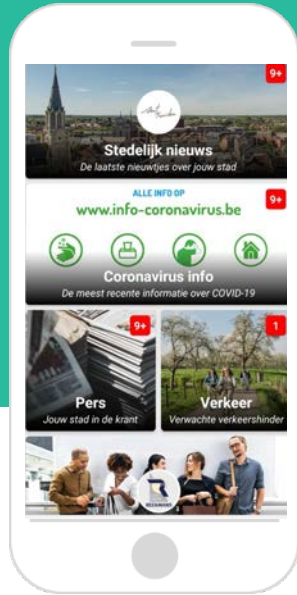 9+
Stedelijk nieuws
De laatste nieuwtjes over jouw stad
ALLE INFO OP
9+
www.info-coronavirus.be
Coronavirus info
De meest recente informatie over COVID-19
9+
1
Pers
Verkeer
Jouw stad in de krant
Verwachte verkeershinder